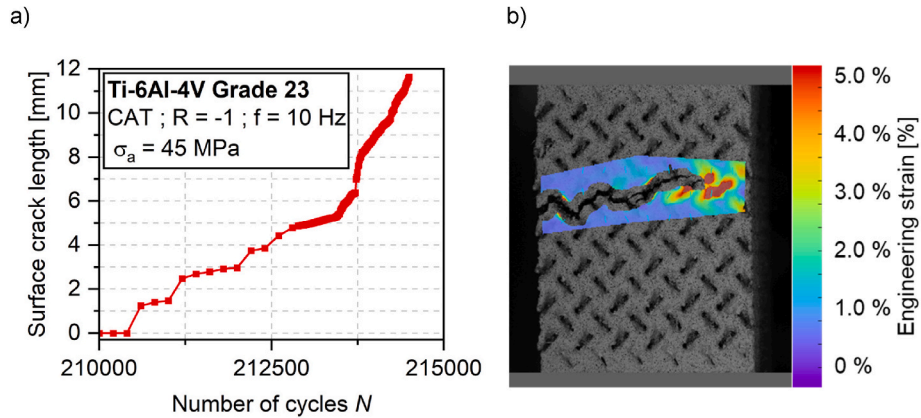 a)
b)
Surface crack length [mm]
12
10
8
6
4
2
0
Ti-6Al-4V Grade 23
CAT ; R = -1 ; f = 10 Hz
σa = 45 MPa
210000
212500
215000
Number of cycles N
5.0 %
4.0 %
3.0 %
2.0 %
1.0 %
0 %
Engineering strain [%]